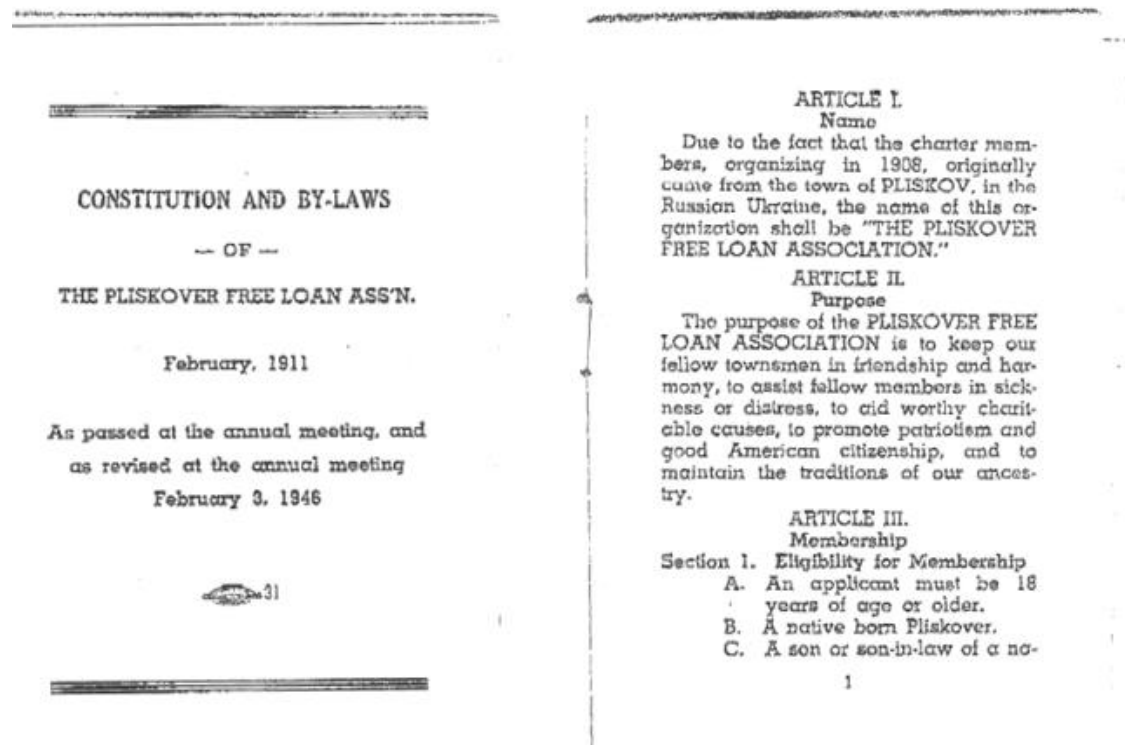 CONSTITUTION AND BY-LAWS
— OF —
THE PLISKOVER FREE LOAN ASS'N.
February, 1911
As passed at the annual meeting, and
as revised at the annual meeting
February 3, 1946
31
ARTICLE I.
Name
Due to the fact that the charter mem-
bers, organizing in 1908, originally
came from the town of PLISKOV, in the
Russian Ukraine, the name of this or-
ganization shall be "THE PLISKOVER
FREE LOAN ASSOCIATION."
ARTICLE II.
Purpose
The purpose of the PLISKOVER FREE
LOAN ASSOCIATION is to keep our
fellow townsmen in friendship and har-
mony, to assist fellow members in sick-
ness or distress, to aid worthy charit-
able causes, to promote patriotism and
good American citizenship, and to
maintain the traditions of our ances-
try.
ARTICLE III.
Membership
Section 1. Eligibility for Membership
A. An applicant must be 18
years of age or older.
B. A native born Pliskover.
C. A son or son-in-law of a na-
1